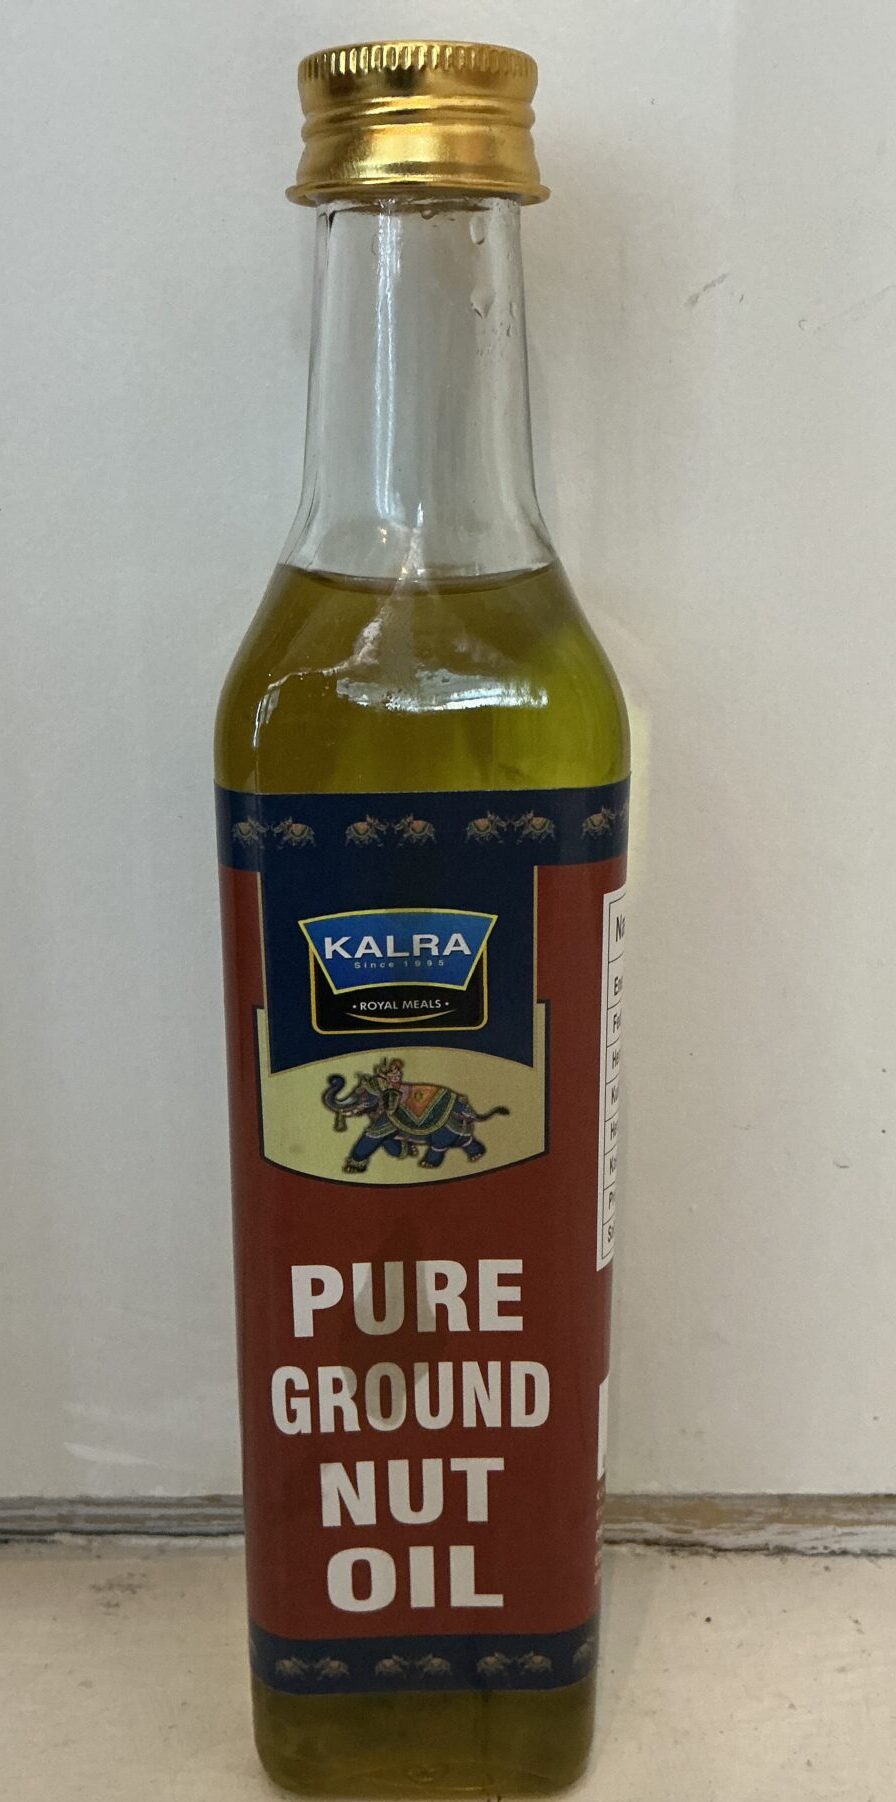 KALRA
Since 1995
• ROYAL MEALS •
PURE
GROUND
NUT
OIL